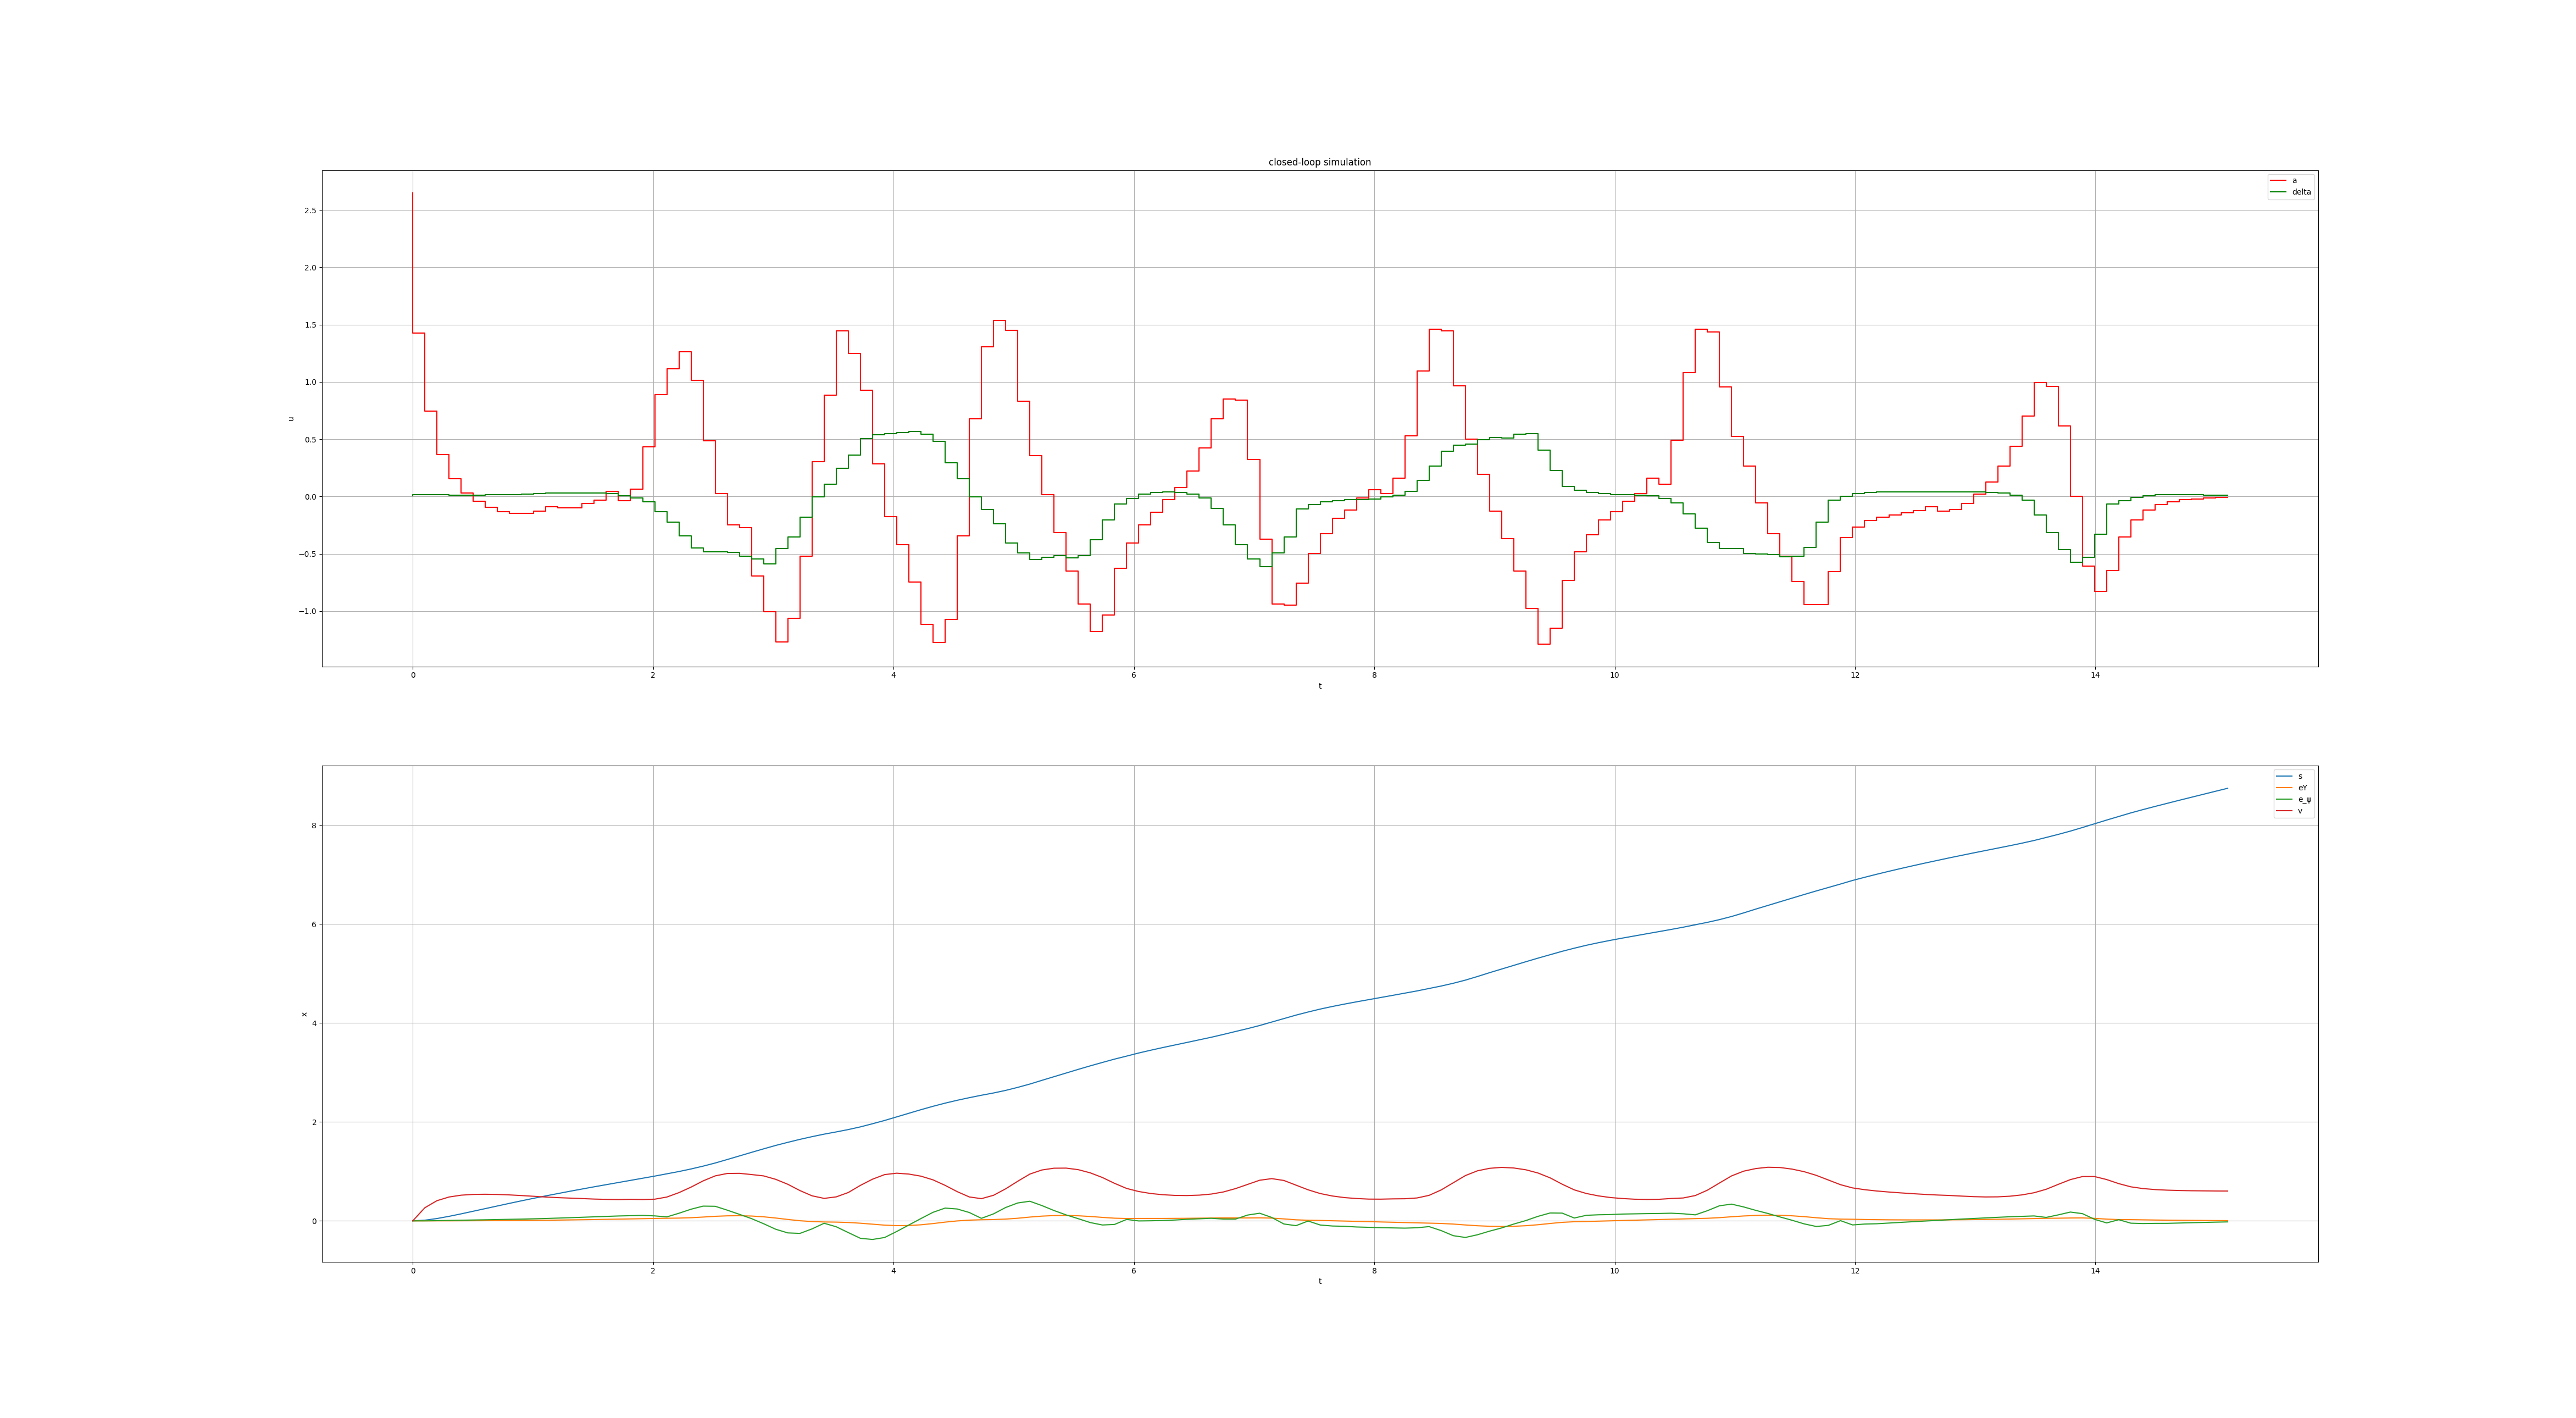 closed-loop simulation
a
delta
2.5
2.0
1.5
1.0
0.5
0.0
−0.5
−1.0
u
0 2 4 6 8 10 12 14
t
s
eY
e_ψ
v
8
6
4
2
0
x
0 2 4 6 8 10 12 14
t